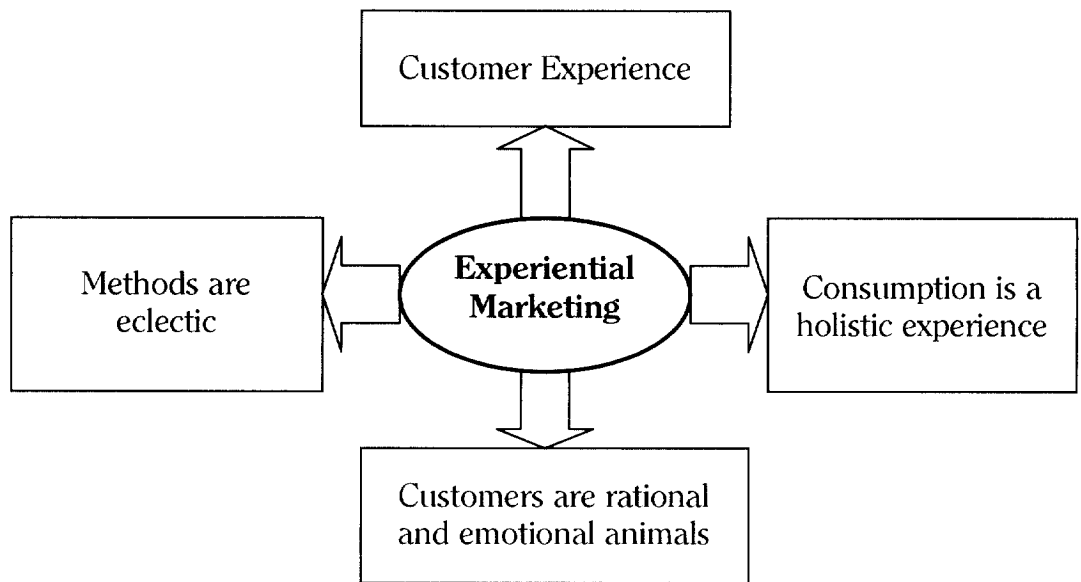 Customer Experience
Experiential
Marketing
Methods are
eclectic
Consumption is a
holistic experience
Customers are rational
and emotional animals